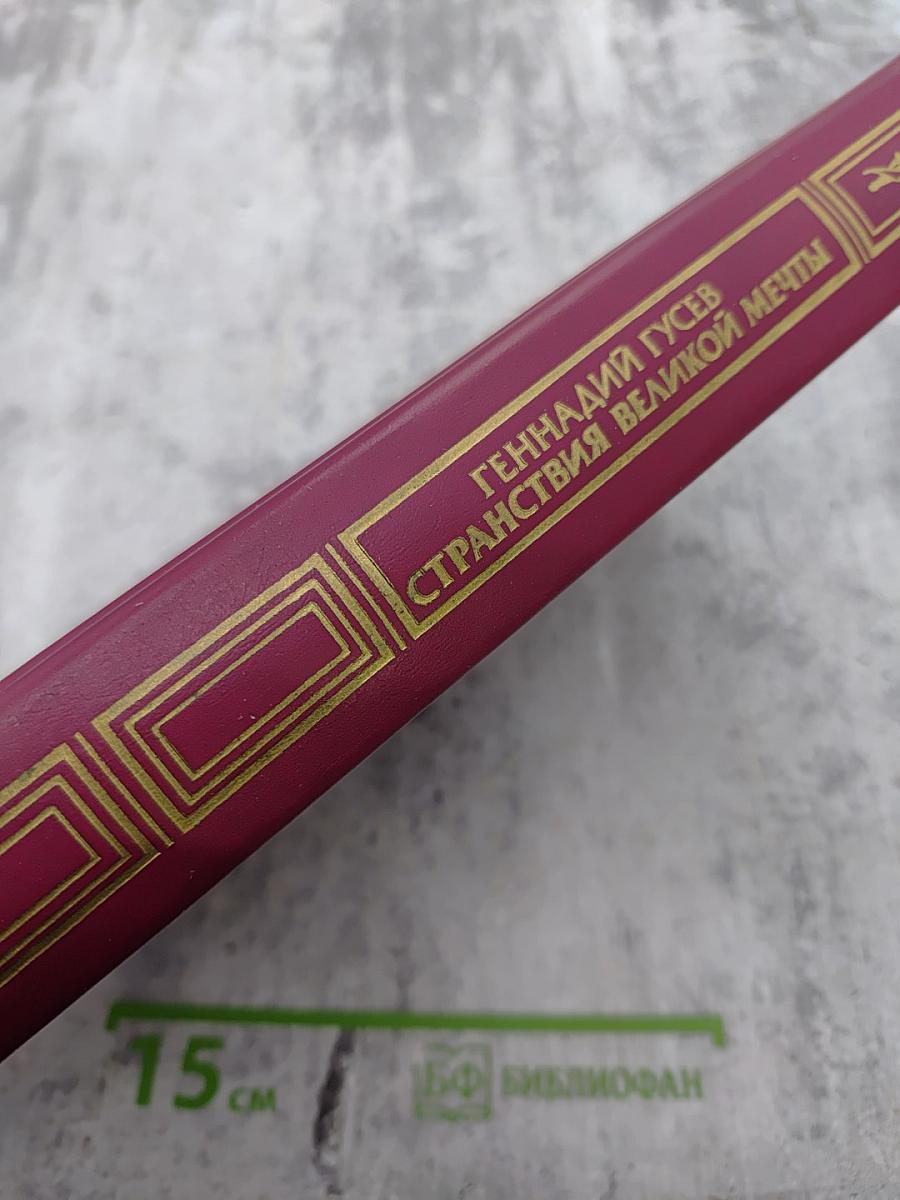 ГЕННАДИЙ ГУСЕВ
СТРАНСТВИЯ ВЕЛИКОЙ МЕЧТЫ
15 см
БФ БИБЛИОФАН